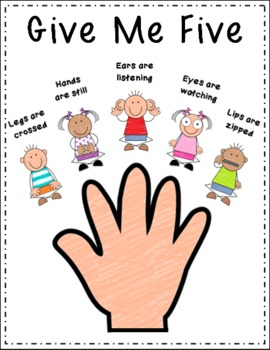 Give Me Five
Legs are
crossed
Hands
are still
Ears are
listening
Eyes are
watching
Lips are
zipped